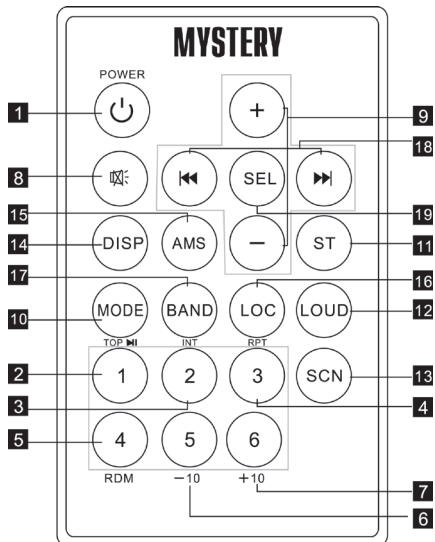 MYSTERY
POWER
1
+
9
18
8
SEL
19
15
14
DISP
AMS
−
ST
11
17
16
10
MODE
BAND
LOC
LOUD
12
TOP
INT
RPT
2
1
2
3
SCN
13
3
4
5
4
5
6
RDM
−10
+10
7
6